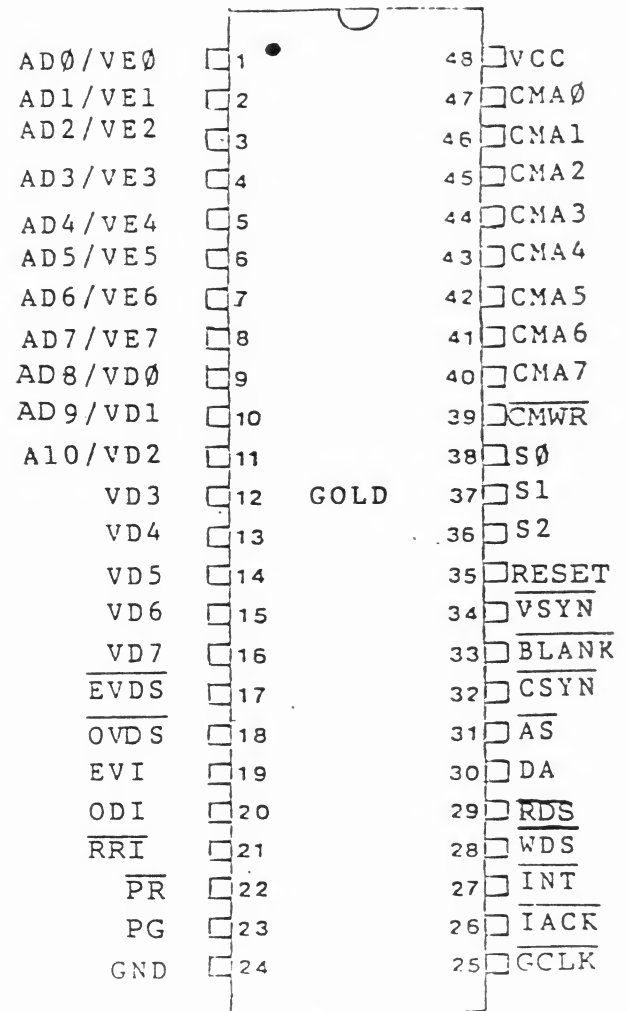 AD0/VE0 1 48 VCC
AD1/VE1 2 47 CMA0
AD2/VE2 3 46 CMA1
AD3/VE3 4 45 CMA2
AD4/VE4 5 44 CMA3
AD5/VE5 6 43 CMA4
AD6/VE6 7 42 CMA5
AD7/VE7 8 41 CMA6
AD8/VD0 9 40 CMA7
AD9/VD1 10 39 CMWR
A10/VD2 11 38 S0
VD3 12 GOLD 37 S1
VD4 13 36 S2
VD5 14 35 RESET
VD6 15 34 VSYN
VD7 16 33 BLANK
EVDS 17 32 CSYN
OVDS 18 31 AS
EVI 19 30 DA
ODI 20 29 RDS
RRI 21 28 WDS
PR 22 27 INT
PG 23 26 IACK
GND 24 25 GCLK